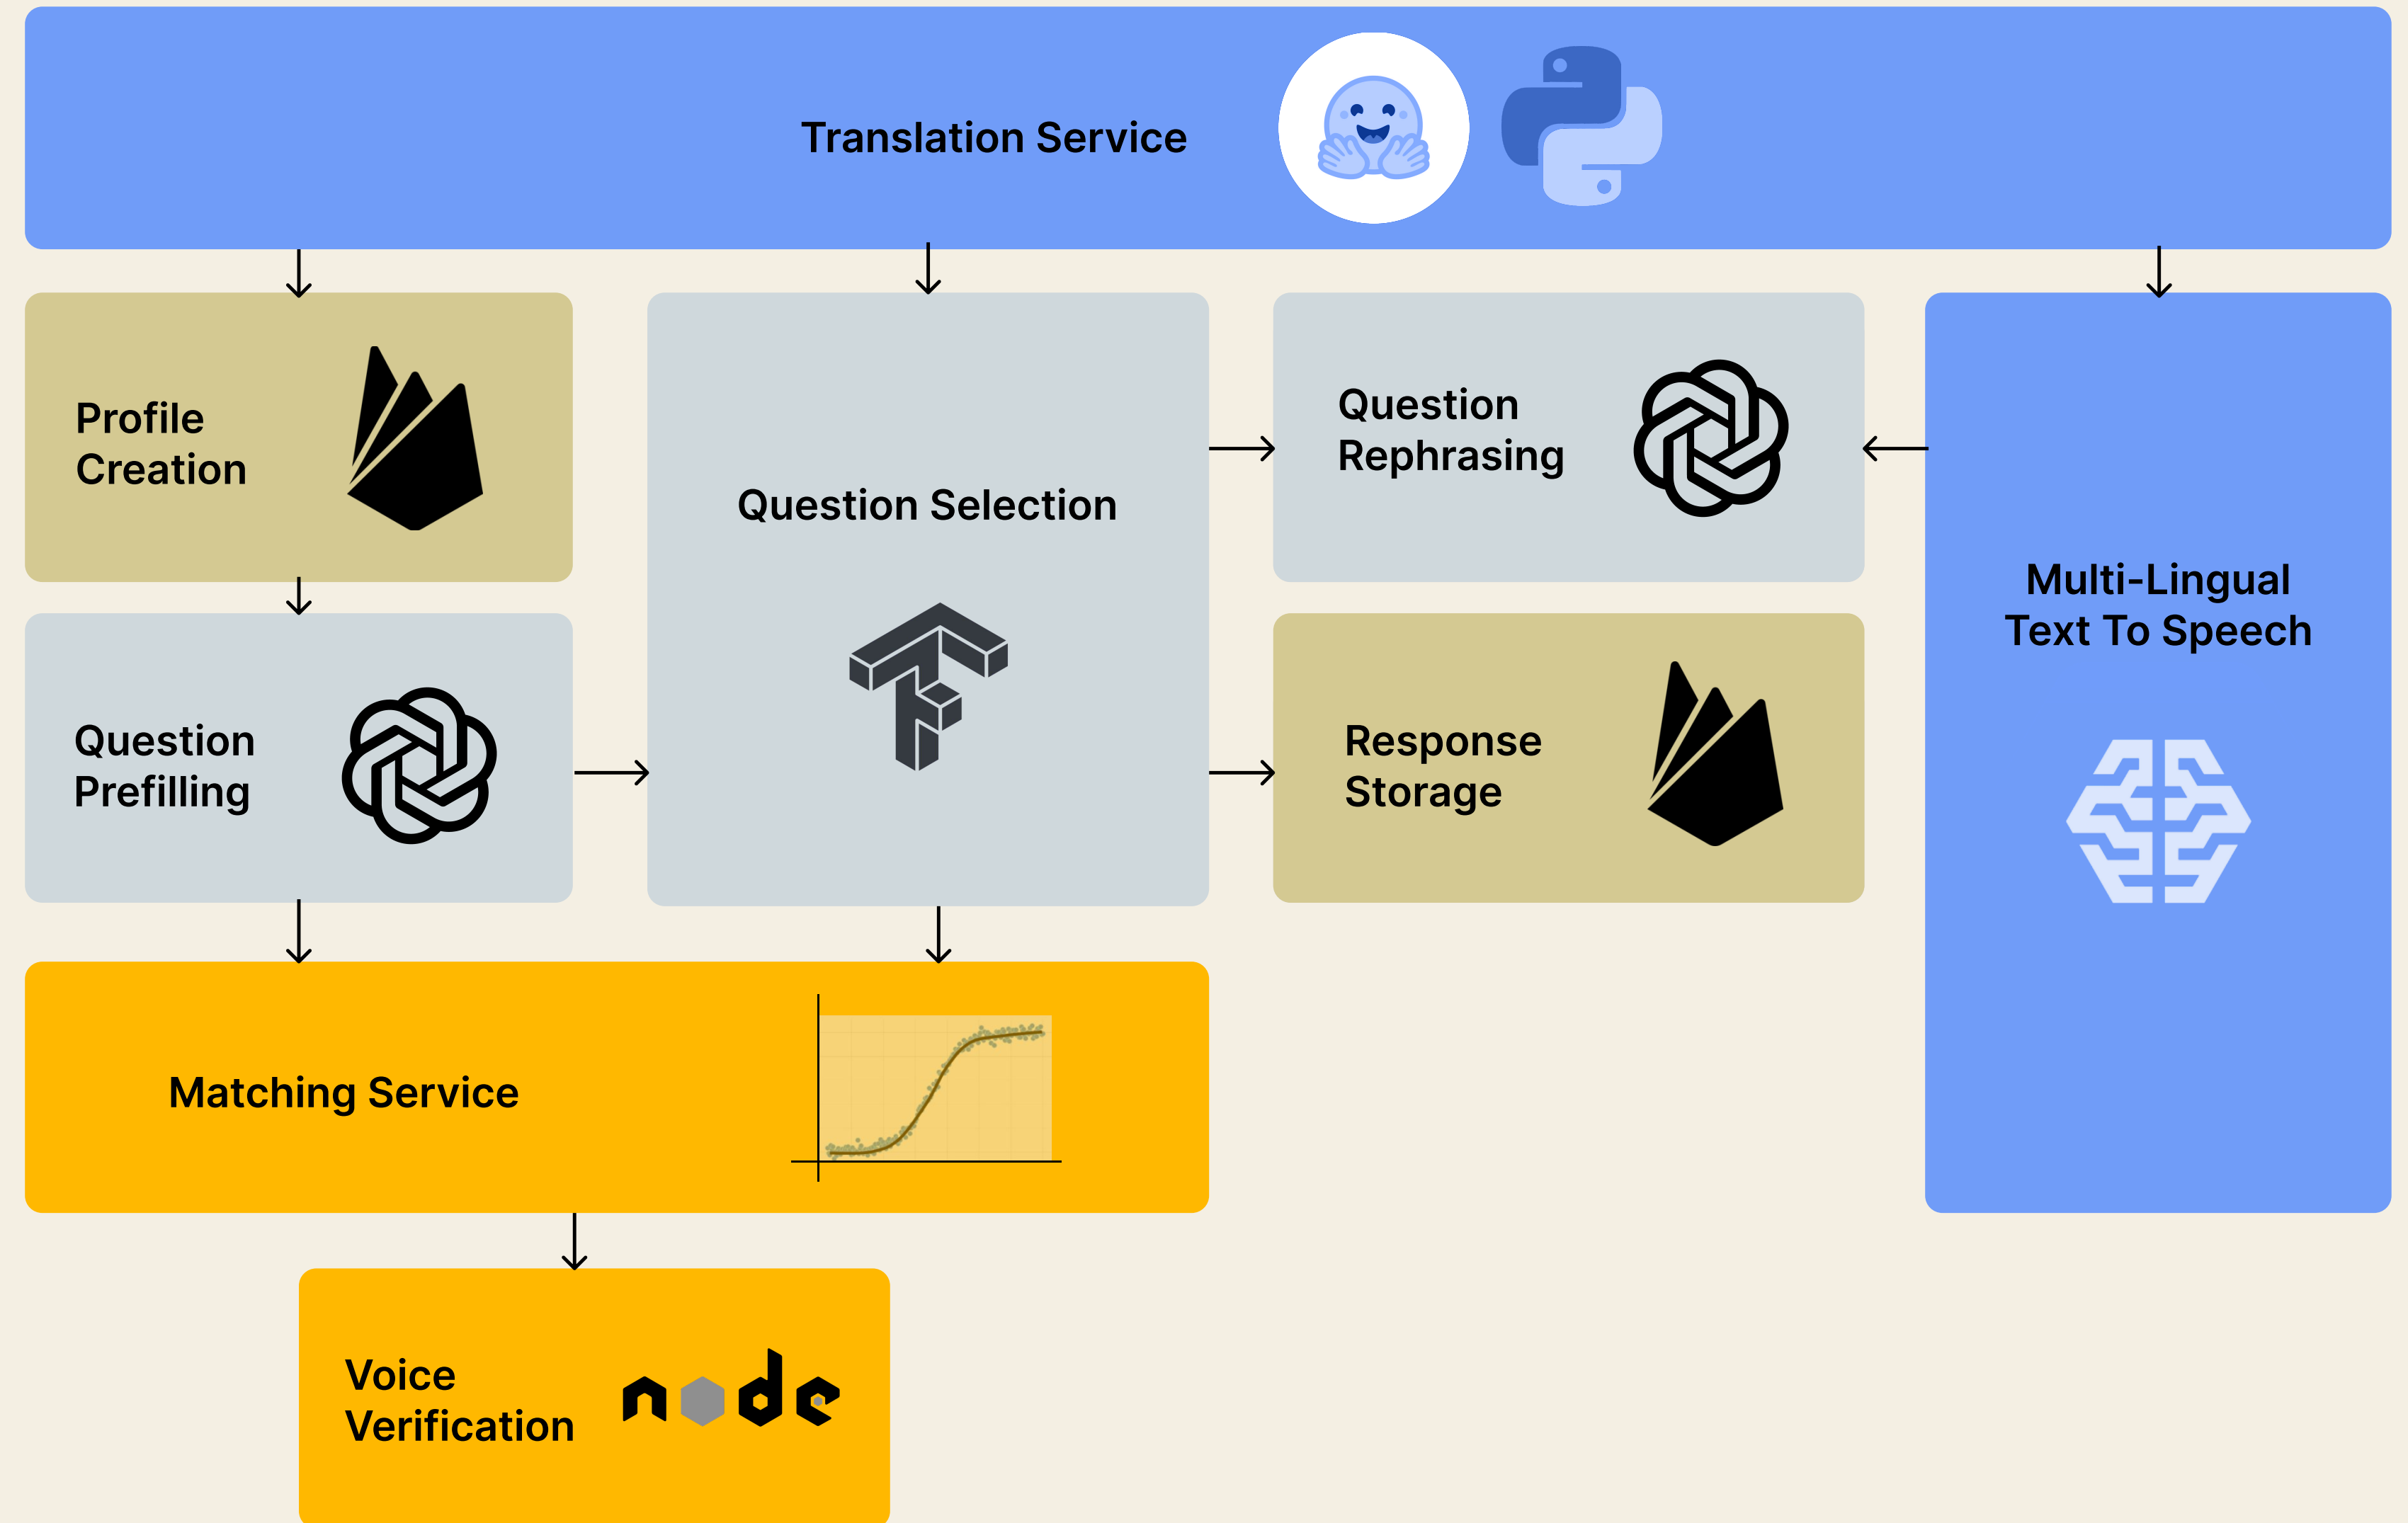 Translation Service
Profile
Creation
Question Selection
Question
Rephrasing
Multi-Lingual
Text To Speech
Question
Prefilling
Response
Storage
Matching Service
Voice
Verification
node